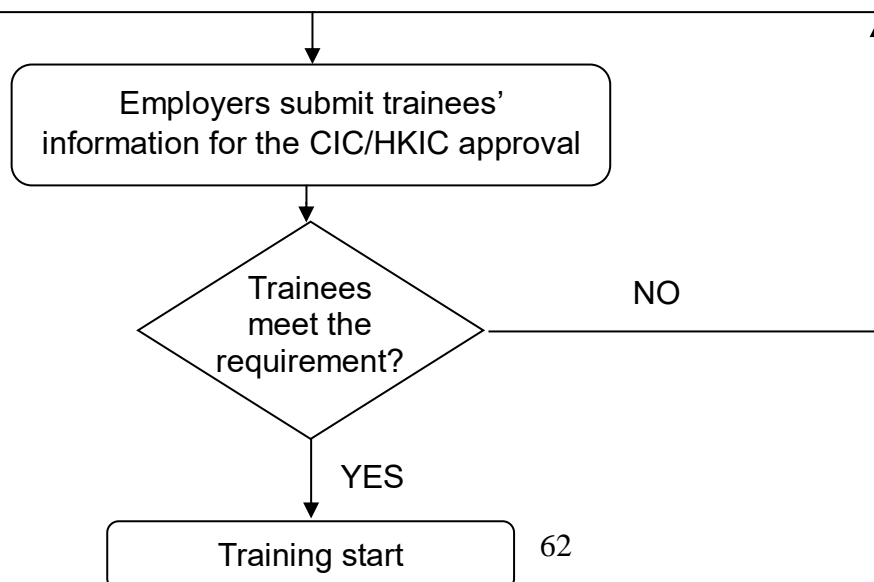 Employers submit trainees’
information for the CIC/HKIC approval
Trainees
meet the
requirement?
NO
YES
Training start
62